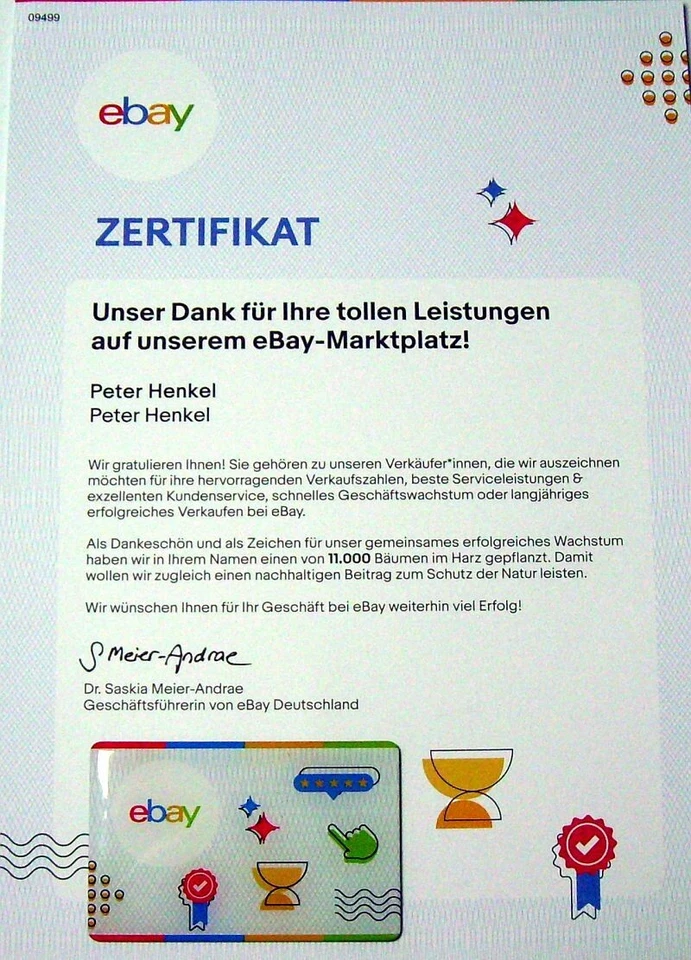 09499
ebay
ZERTIFIKAT
Unser Dank für Ihre tollen Leistungen
auf unserem eBay-Marktplatz!
Peter Henkel
Peter Henkel
Wir gratulieren Ihnen! Sie gehören zu unseren Verkäufer*innen, die wir auszeichnen
möchten für ihre hervorragenden Verkaufszahlen, beste Serviceleistungen &
exzellenten Kundenservice, schnelles Geschäftswachstum oder langjähriges
erfolgreiches Verkaufen bei eBay.
Als Dankeschön und als Zeichen für unser gemeinsames erfolgreiches Wachstum
haben wir in Ihrem Namen einen von 11.000 Bäumen im Harz gepflanzt. Damit
wollen wir zugleich einen nachhaltigen Beitrag zum Schutz der Natur leisten.
Wir wünschen Ihnen für Ihr Geschäft bei eBay weiterhin viel Erfolg!
S Meier-Andrae
Dr. Saskia Meier-Andrae
Geschäftsführerin von eBay Deutschland
ebay